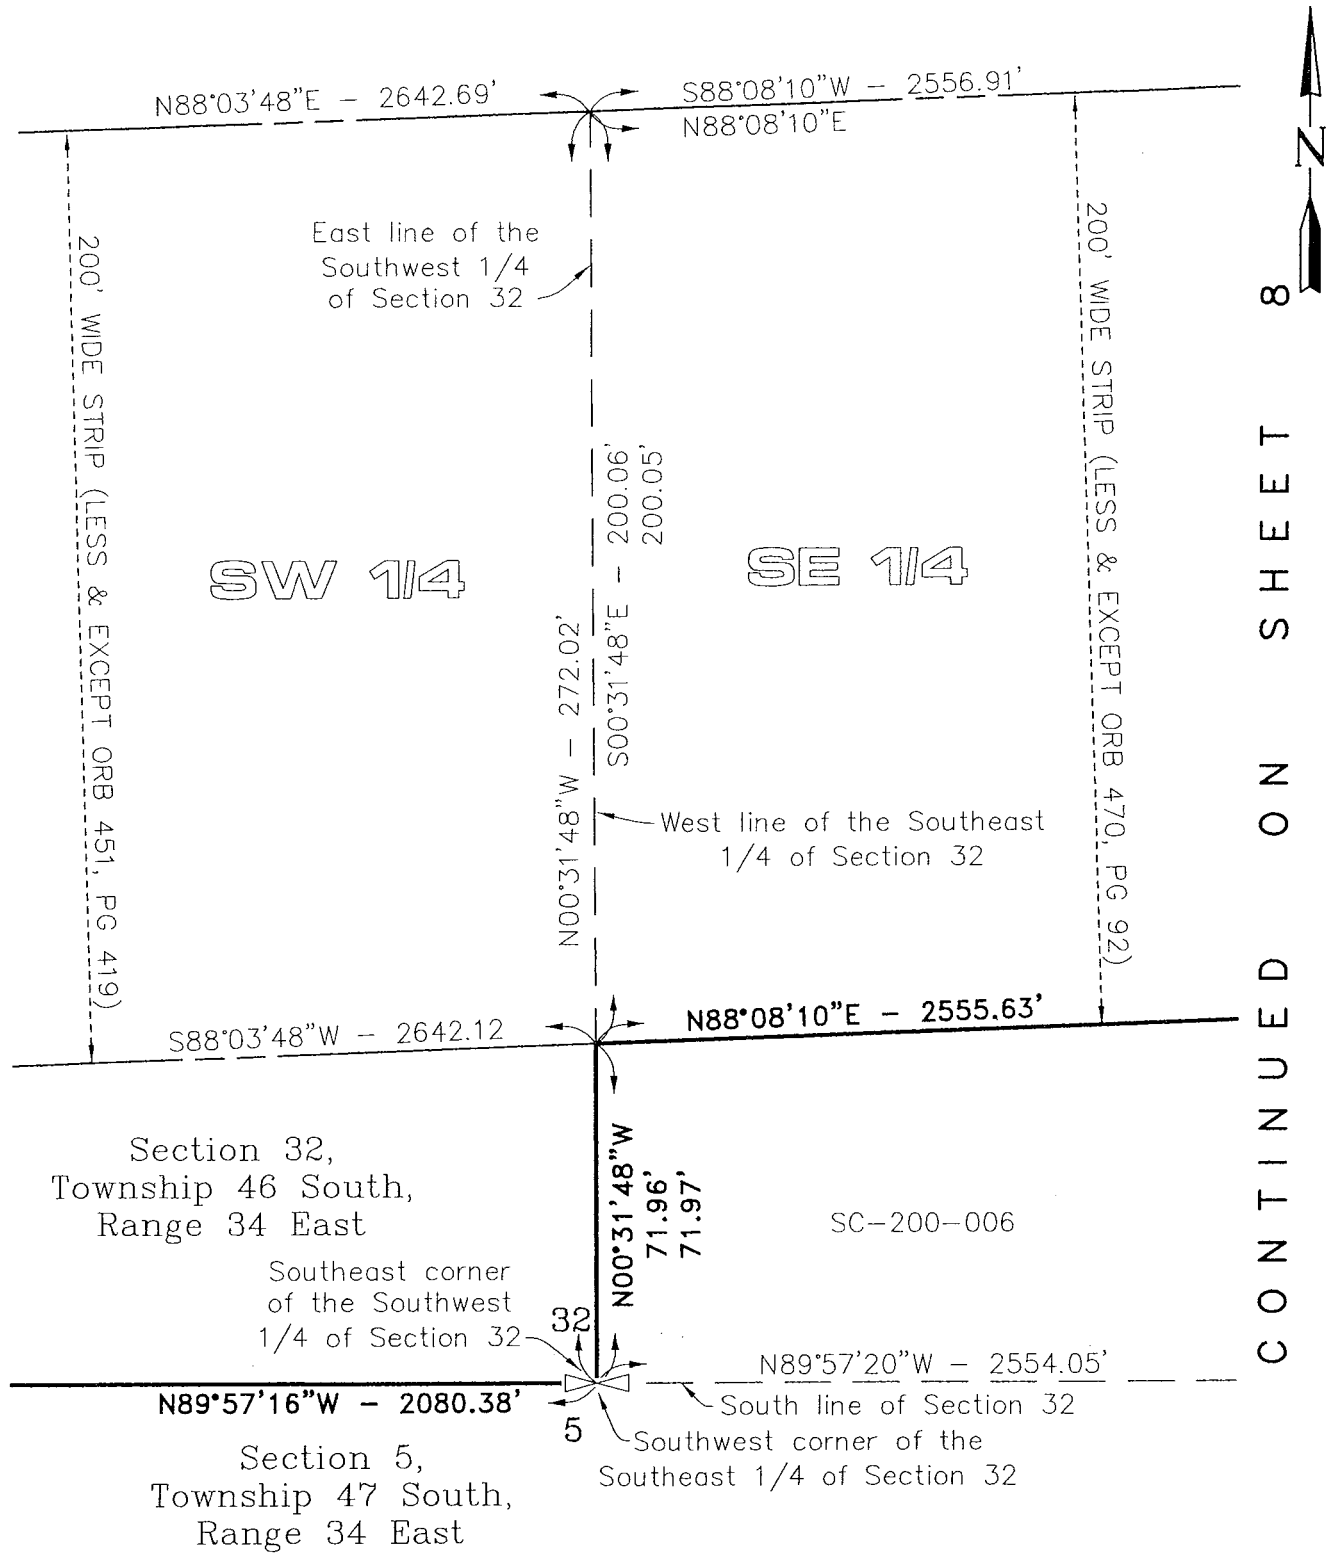 N88°03'48"E – 2642.69'
S88°08'10"W – 2556.91'
N88°08'10"E
N
East line of the
Southwest 1/4
of Section 32
200' WIDE STRIP (LESS & EXCEPT ORB 451, PG 419)
200' WIDE STRIP (LESS & EXCEPT ORB 470, PG 92)
S00°31'48"E – 200.06'
200.05'
SW 1/4
SE 1/4
N00°31'48"W – 272.02'
West line of the Southeast
1/4 of Section 32
CONTINUED ON SHEET 8
S88°03'48"W – 2642.12
N88°08'10"E – 2555.63'
Section 32,
Township 46 South,
Range 34 East
N00°31'48"W
71.96'
71.97'
SC–200–006
Southeast corner
of the Southwest
1/4 of Section 32
32
N89°57'20"W – 2554.05'
N89°57'16"W – 2080.38'
South line of Section 32
5
Southwest corner of the
Southeast 1/4 of Section 32
Section 5,
Township 47 South,
Range 34 East